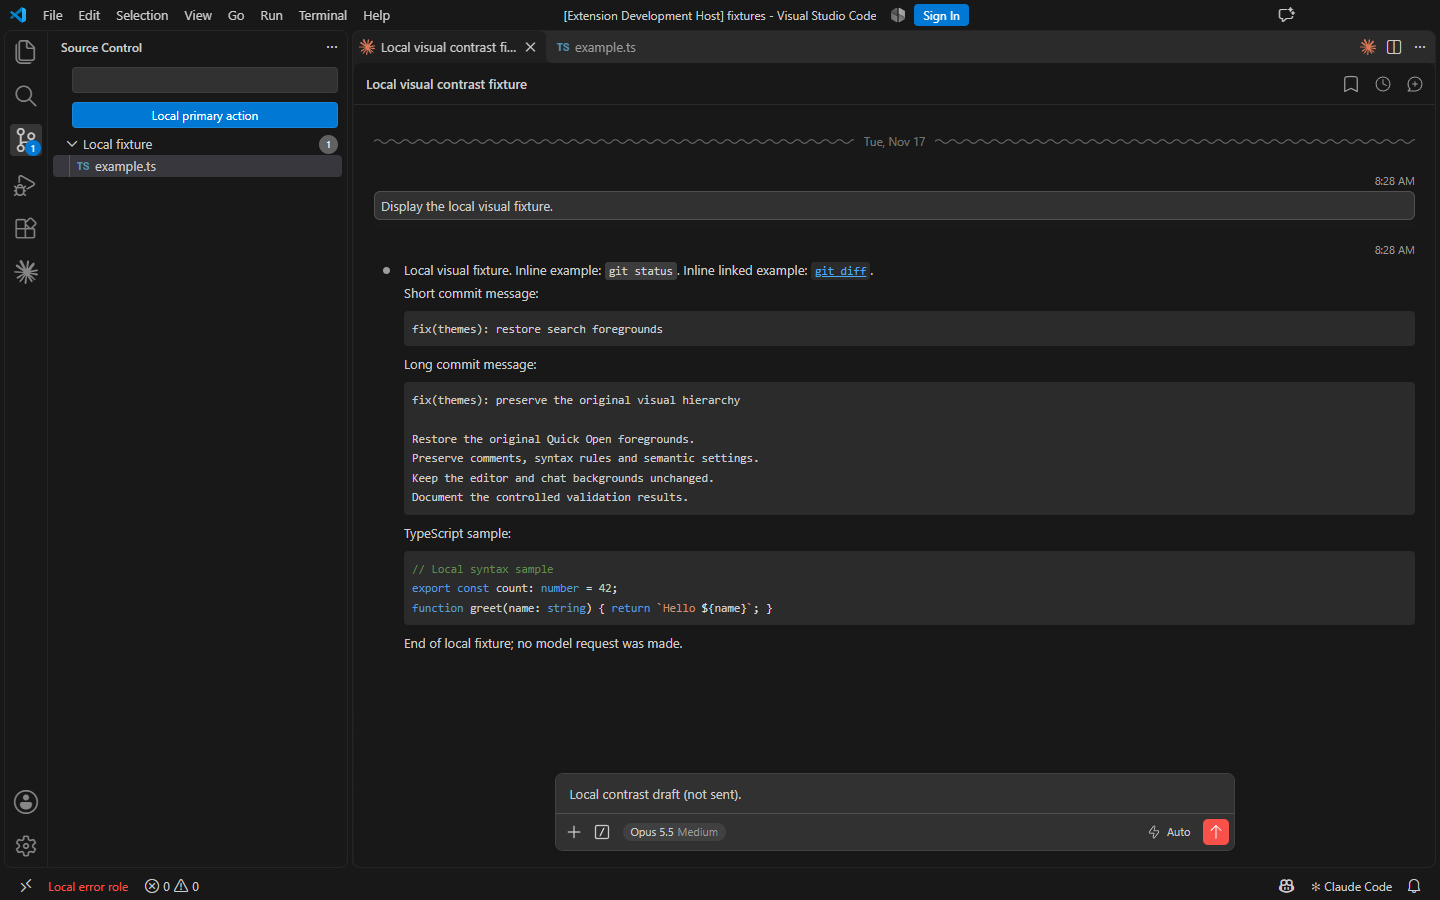 File Edit Selection View Go Run Terminal Help
[Extension Development Host] fixtures - Visual Studio Code
Sign In
Source Control
Local primary action
Local fixture 1
TS example.ts
1
Local visual contrast fi...
TS example.ts
Local visual contrast fixture
Tue, Nov 17
8:28 AM
Display the local visual fixture.
8:28 AM
Local visual fixture. Inline example: git status. Inline linked example: git diff.
Short commit message:
fix(themes): restore search foregrounds
Long commit message:
fix(themes): preserve the original visual hierarchy
Restore the original Quick Open foregrounds.
Preserve comments, syntax rules and semantic settings.
Keep the editor and chat backgrounds unchanged.
Document the controlled validation results.
TypeScript sample:
// Local syntax sample
export const count: number = 42;
function greet(name: string) { return `Hello ${name}`; }
End of local fixture; no model request was made.
Local contrast draft (not sent).
Opus 5.5 Medium
Auto
Local error role
0 0
Claude Code